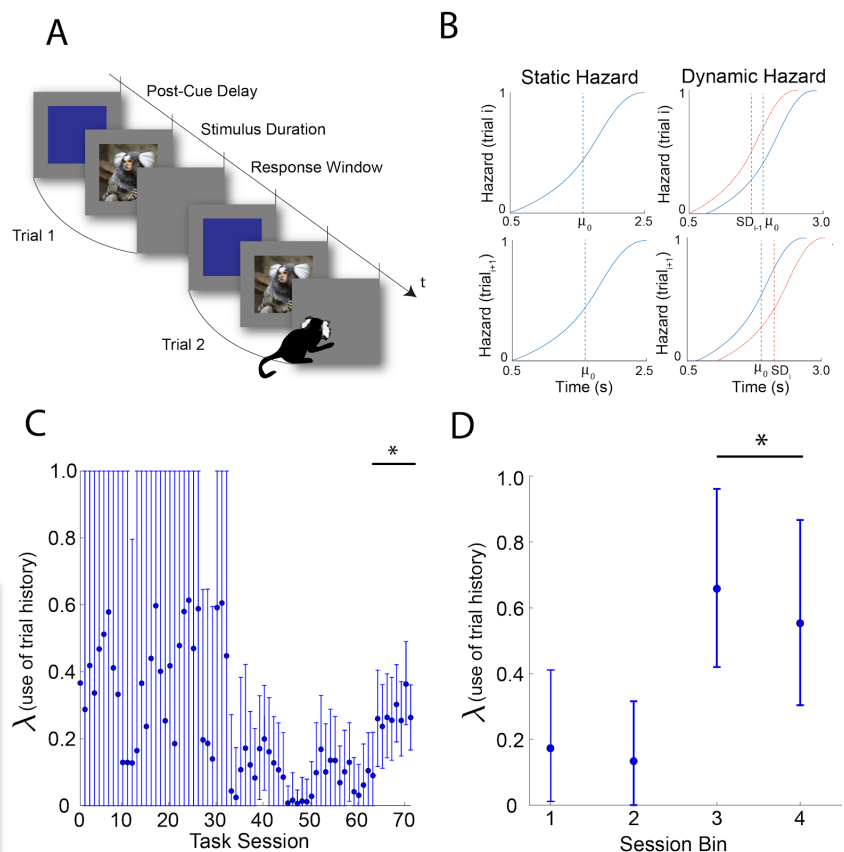 A
Post-Cue Delay
Stimulus Duration
Response Window
Trial 1
Trial 2
t
B
Static Hazard
Dynamic Hazard
Hazard (trial i)
1
0
0.5
μ0
2.5
Hazard (trial i)
1
0
0.5
SDi-1
μ0
3.0
Hazard (triali+1)
1
0
0.5
μ0
2.5
Time (s)
Hazard (triali+1)
1
0
0.5
μ0
SDi
3.0
Time (s)
C
*
λ (use of trial history)
1.0
0.8
0.6
0.4
0.2
0
0
10
20
30
40
50
60
70
Task Session
D
*
λ (use of trial history)
1.0
0.8
0.6
0.4
0.2
0
1
2
3
4
Session Bin